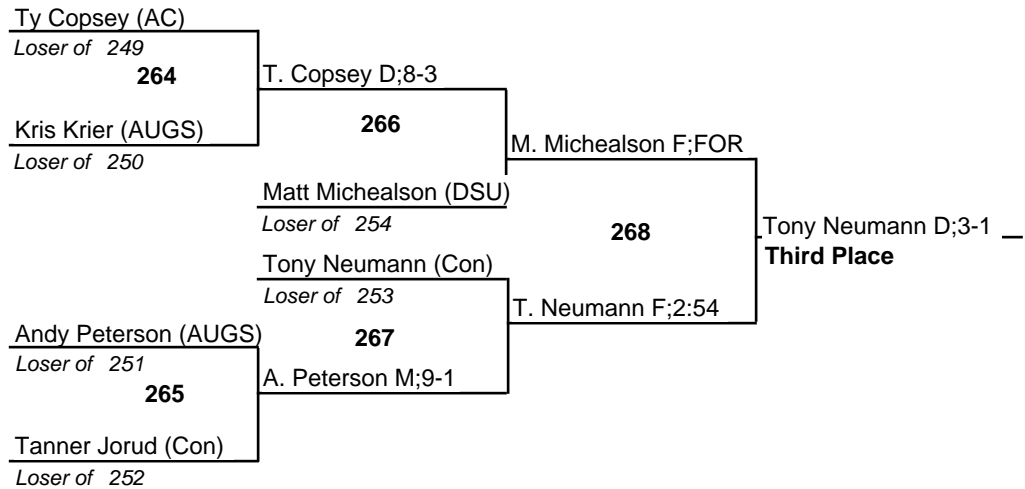 Ty Copsey (AC)
Loser of 249
264
T. Copsey D;8-3
Kris Krier (AUGS)
Loser of 250
266
M. Michealson F;FOR
Matt Michealson (DSU)
Loser of 254
268
Tony Neumann D;3-1
Third Place
Tony Neumann (Con)
Loser of 253
T. Neumann F;2:54
Andy Peterson (AUGS)
Loser of 251
267
265
A. Peterson M;9-1
Tanner Jorud (Con)
Loser of 252